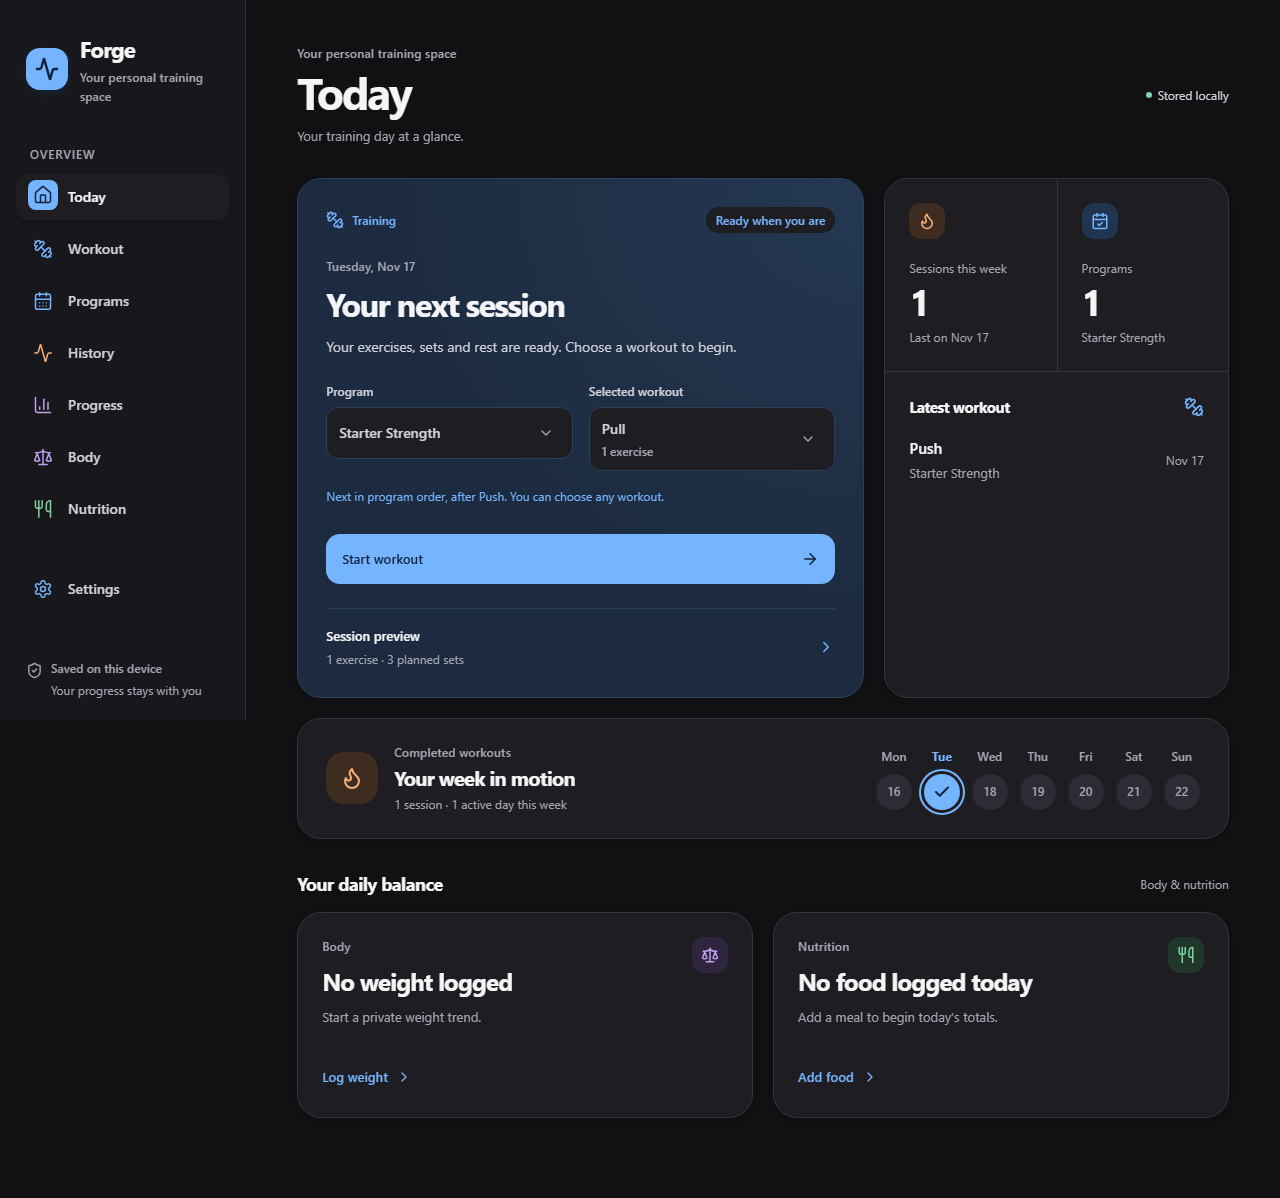 Forge
Your personal training
space
OVERVIEW
Today
Workout
Programs
History
Progress
Body
Nutrition
Settings
Saved on this device
Your progress stays with you
Your personal training space
Today
Your training day at a glance.
Stored locally
Training
Ready when you are
Tuesday, Nov 17
Your next session
Your exercises, sets and rest are ready. Choose a workout to begin.
Program
Starter Strength
Selected workout
Pull
1 exercise
Next in program order, after Push. You can choose any workout.
Start workout
Session preview
1 exercise · 3 planned sets
Sessions this week
1
Last on Nov 17
Programs
1
Starter Strength
Latest workout
Push
Starter Strength
Nov 17
Completed workouts
Your week in motion
1 session · 1 active day this week
Mon Tue Wed Thu Fri Sat Sun
16 18 19 20 21 22
Your daily balance
Body & nutrition
Body
No weight logged
Start a private weight trend.
Log weight
Nutrition
No food logged today
Add a meal to begin today's totals.
Add food